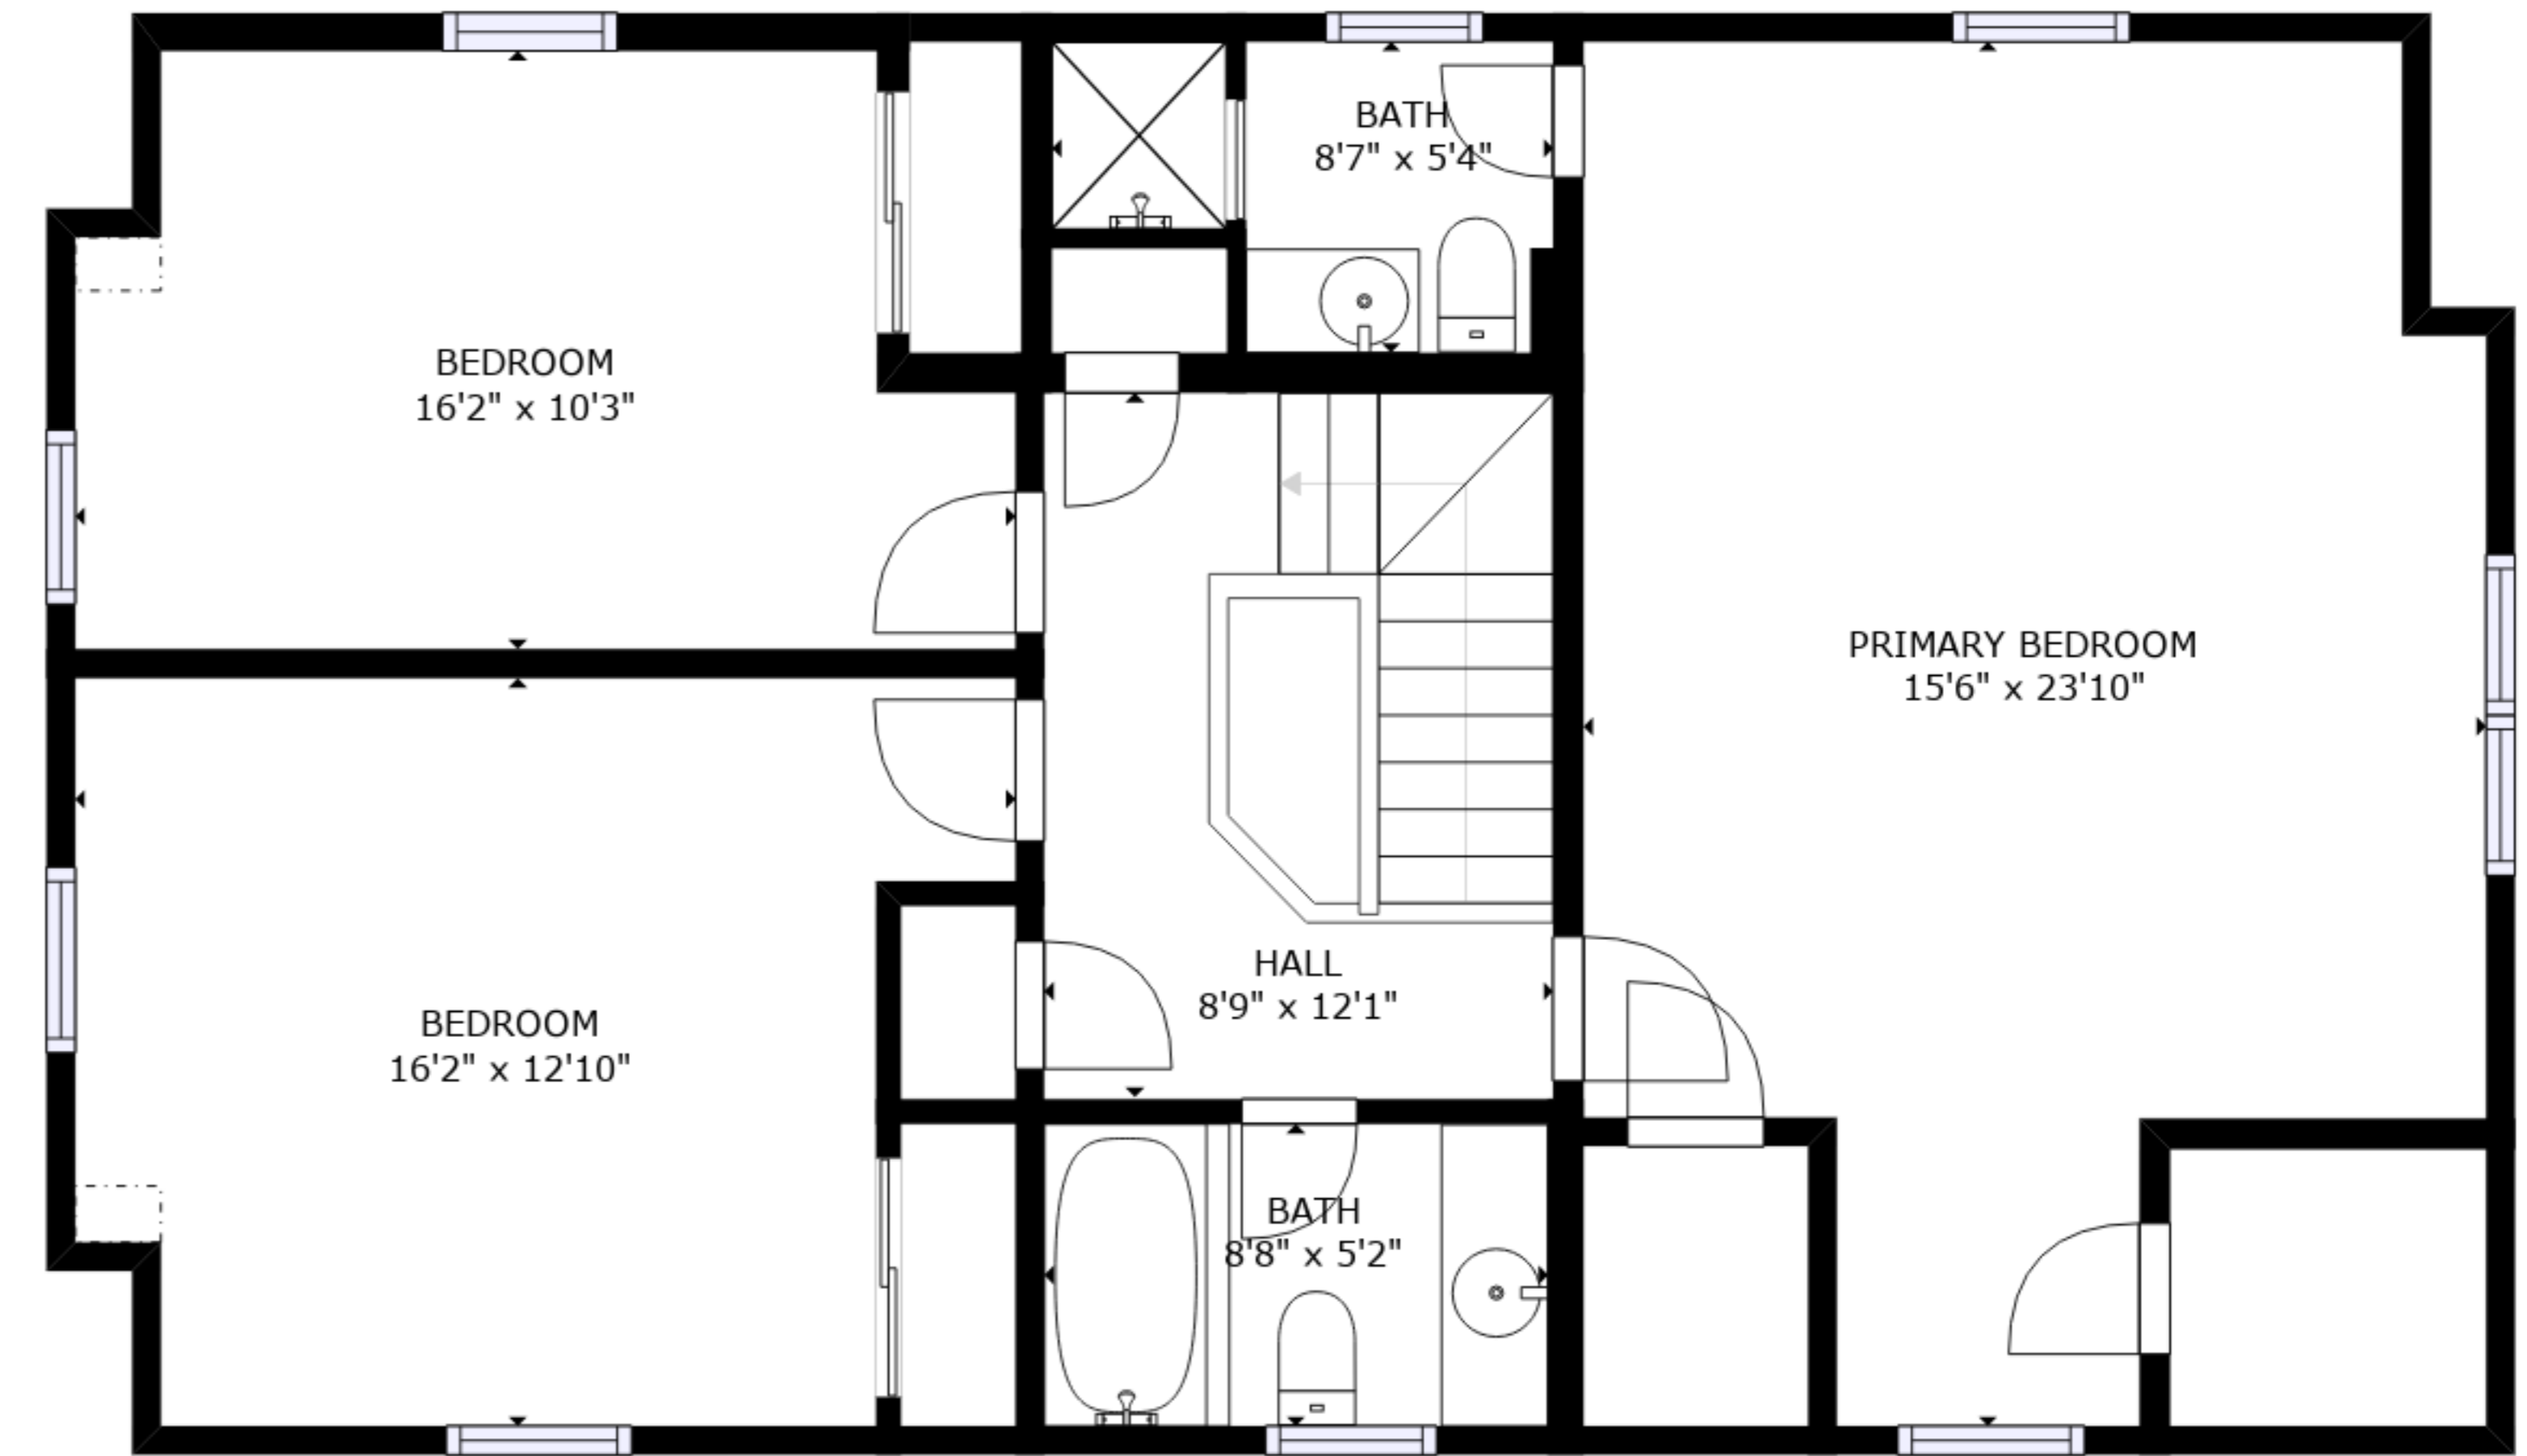 BATH
8'7" x 5'4"
BEDROOM
16'2" x 10'3"
PRIMARY BEDROOM
15'6" x 23'10"
HALL
8'9" x 12'1"
BEDROOM
16'2" x 12'10"
BATH
8'8" x 5'2"